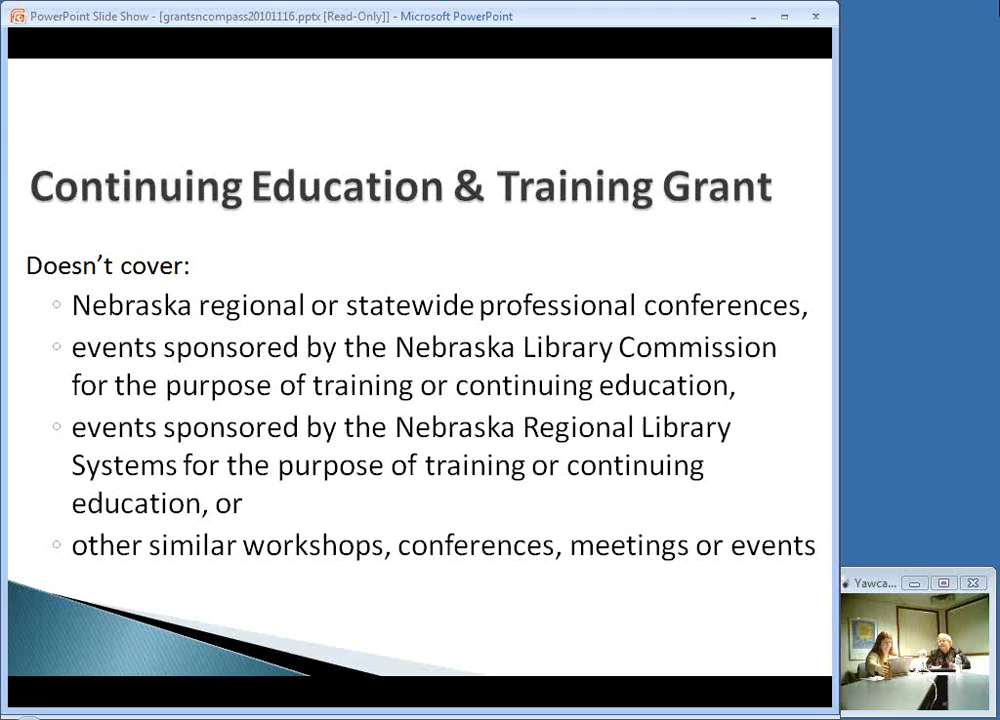 PowerPoint Slide Show - [grantsncompass20101116.pptx [Read-Only]] - Microsoft PowerPoint
Continuing Education & Training Grant
Doesn't cover:
Nebraska regional or statewide professional conferences,
events sponsored by the Nebraska Library Commission
for the purpose of training or continuing education,
events sponsored by the Nebraska Regional Library
Systems for the purpose of training or continuing
education, or
other similar workshops, conferences, meetings or events
Yawca...